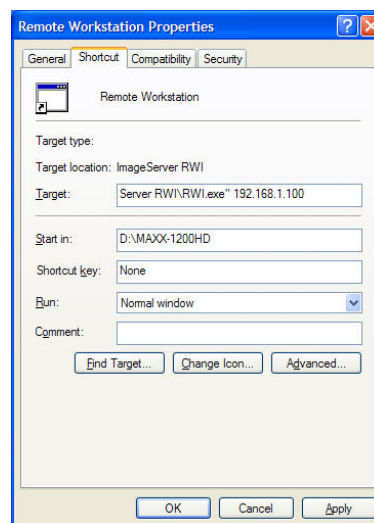 Remote Workstation Properties
General Shortcut Compatibility Security
Remote Workstation
Target type:
Target location: ImageServer RWI
Target: Server RWI\RWI.exe" 192.168.1.100
Start in: D:\MAXX-1200HD
Shortcut key: None
Run: Normal window
Comment:
Find Target... Change Icon... Advanced...
OK Cancel Apply